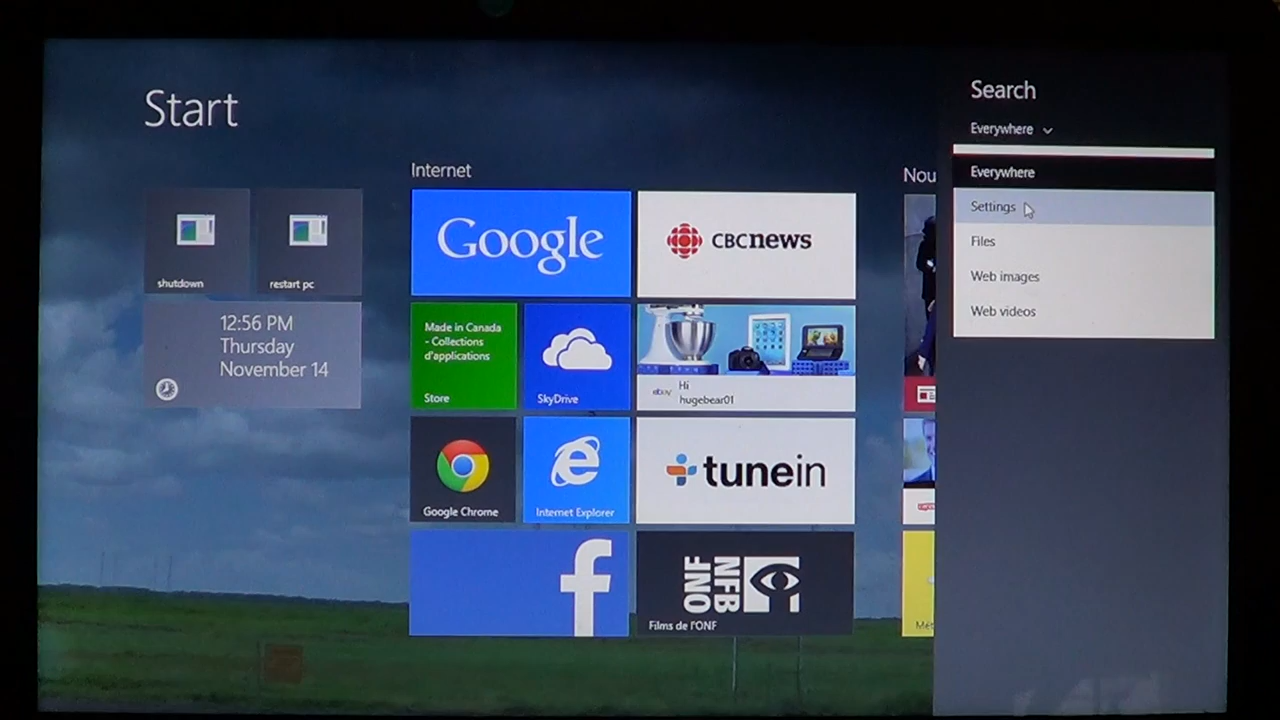 Start
shutdown
restart pc
12:56 PM
Thursday
November 14
Internet
Google
CBCNEWS
Made in Canada
- Collections
d'applications
Store
SkyDrive
ebay
Hi
hugebear01
Google Chrome
Internet Explorer
tunein
f
ONF
NFB
Films de l'ONF
Nou
Mét
Search
Everywhere
Everywhere
Settings
Files
Web images
Web videos